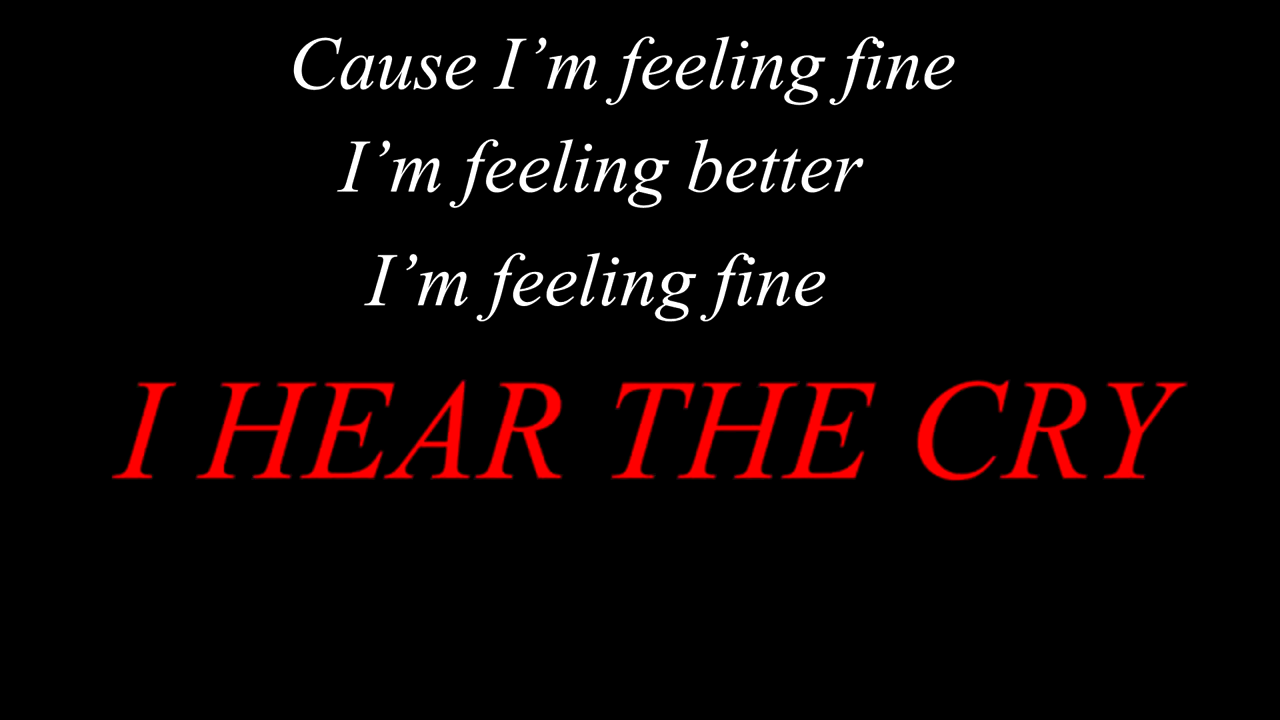 Cause I’m feeling fine
I’m feeling better
I’m feeling fine
I HEAR THE CRY